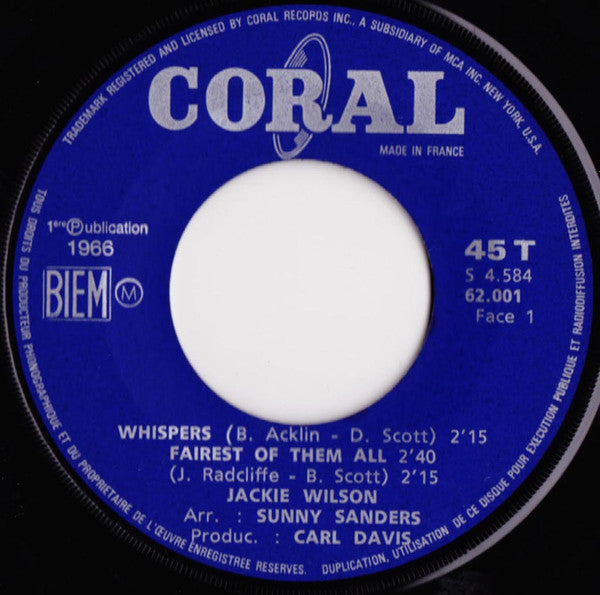 TRADEMARK REGISTERED AND LICENSED BY CORAL RECORDS INC., A SUBSIDIARY OF MCA INC. NEW YORK, U.S.A.
CORAL
MADE IN FRANCE
1ère ℗ublication
1966
BIEM M
45 T
S 4.584
62.001
Face 1
WHISPERS (B. Acklin - D. Scott) 2'15
FAIREST OF THEM ALL 2'40
(J. Radcliffe - B. Scott) 2'15
JACKIE WILSON
Arr. : SUNNY SANDERS
Produc. : CARL DAVIS
TOUS DROITS DU PRODUCTEUR PHONOGRAPHIQUE ET DU PROPRIETAIRE DE L'ŒUVRE ENREGISTREE RESERVES. DUPLICATION, UTILISATION DE CE DISQUE POUR EXECUTION PUBLIQUE ET RADIODIFFUSION INTERDITES